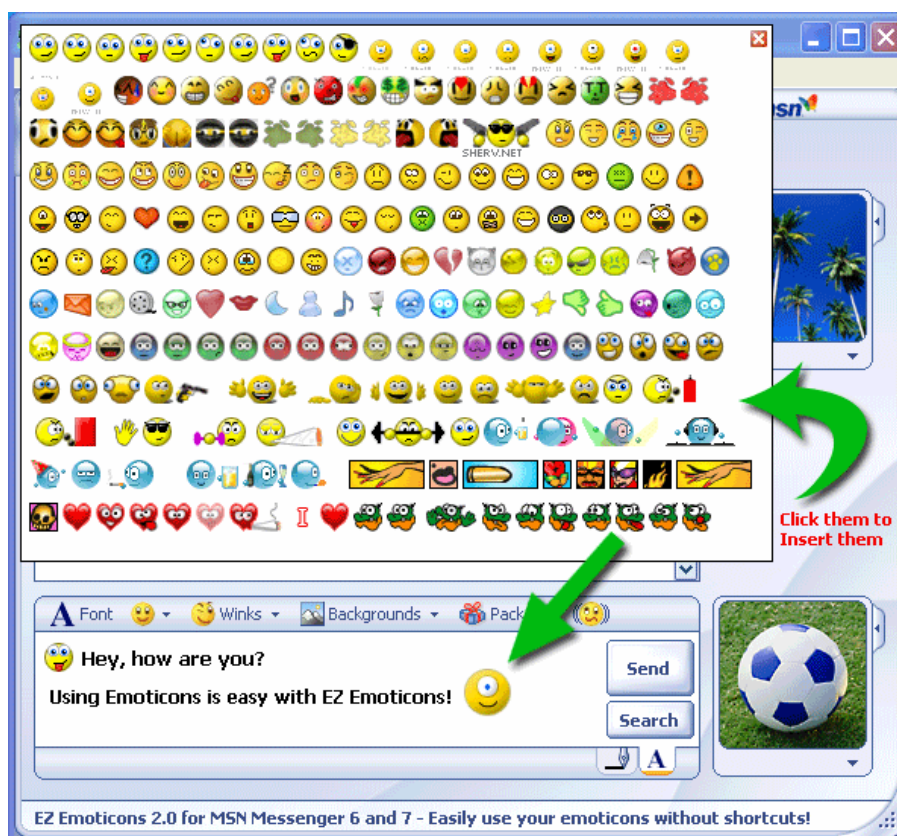 msn
SHERV.NET
I
Click them to
Insert them
A Font
Winks
Backgrounds
Pack
Hey, how are you?
Using Emoticons is easy with EZ Emoticons!
Send
Search
A
EZ Emoticons 2.0 for MSN Messenger 6 and 7 - Easily use your emoticons without shortcuts!